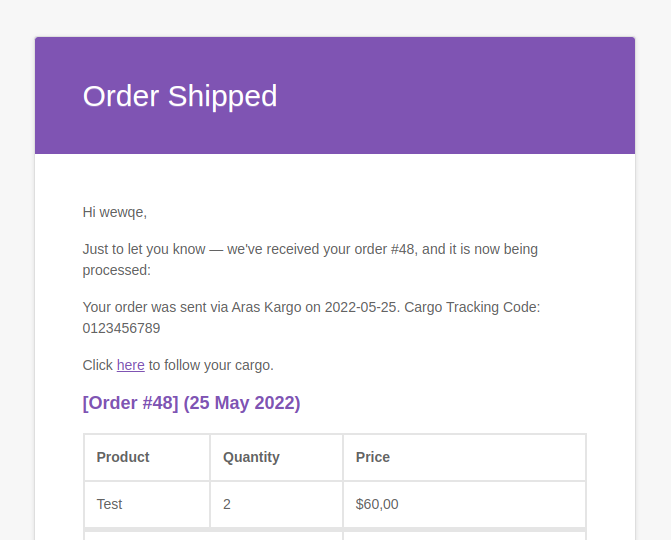 Order Shipped
Hi wewqe,
Just to let you know — we've received your order #48, and it is now being
processed:
Your order was sent via Aras Kargo on 2022-05-25. Cargo Tracking Code:
0123456789
Click here to follow your cargo.
[Order #48] (25 May 2022)
Product Quantity Price
Test 2 $60,00